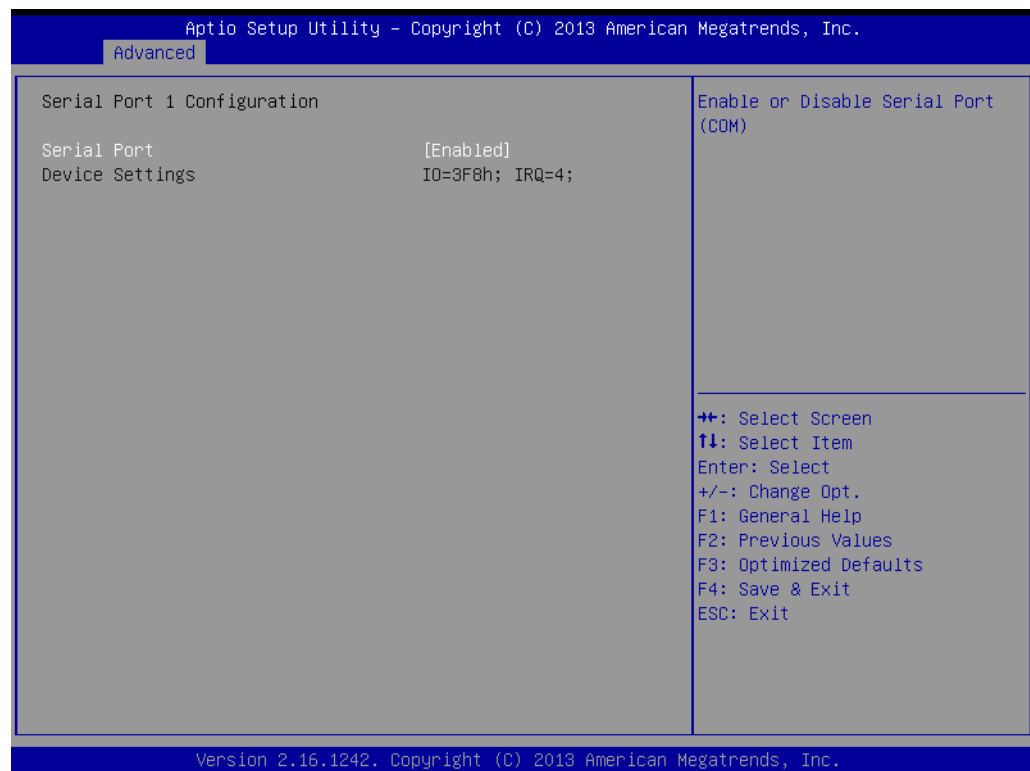 Aptio Setup Utility – Copyright (C) 2013 American Megatrends, Inc.
Advanced
Serial Port 1 Configuration
Serial Port [Enabled]
Device Settings IO=3F8h; IRQ=4;
Enable or Disable Serial Port
(COM)
→←: Select Screen
↑↓: Select Item
Enter: Select
+/-: Change Opt.
F1: General Help
F2: Previous Values
F3: Optimized Defaults
F4: Save & Exit
ESC: Exit
Version 2.16.1242. Copyright (C) 2013 American Megatrends, Inc.